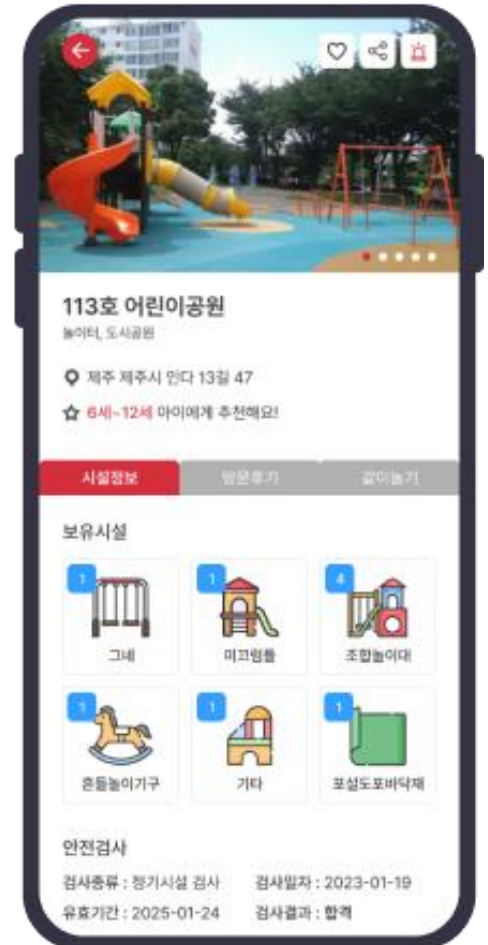 113호 어린이공원
놀이터, 도시공원
제주 제주시 인다 13길 47
6세~12세 아이에게 추천해요!
시설정보 방문후기 같이놀기
보유시설
1 1 4
그네 미끄럼틀 조합놀이대
1 1 1
흔들놀이기구 기타 포설도포바닥재
안전검사
검사종류 : 정기시설 검사 검사일자 : 2023-01-19
유효기간 : 2025-01-24 검사결과 : 합격